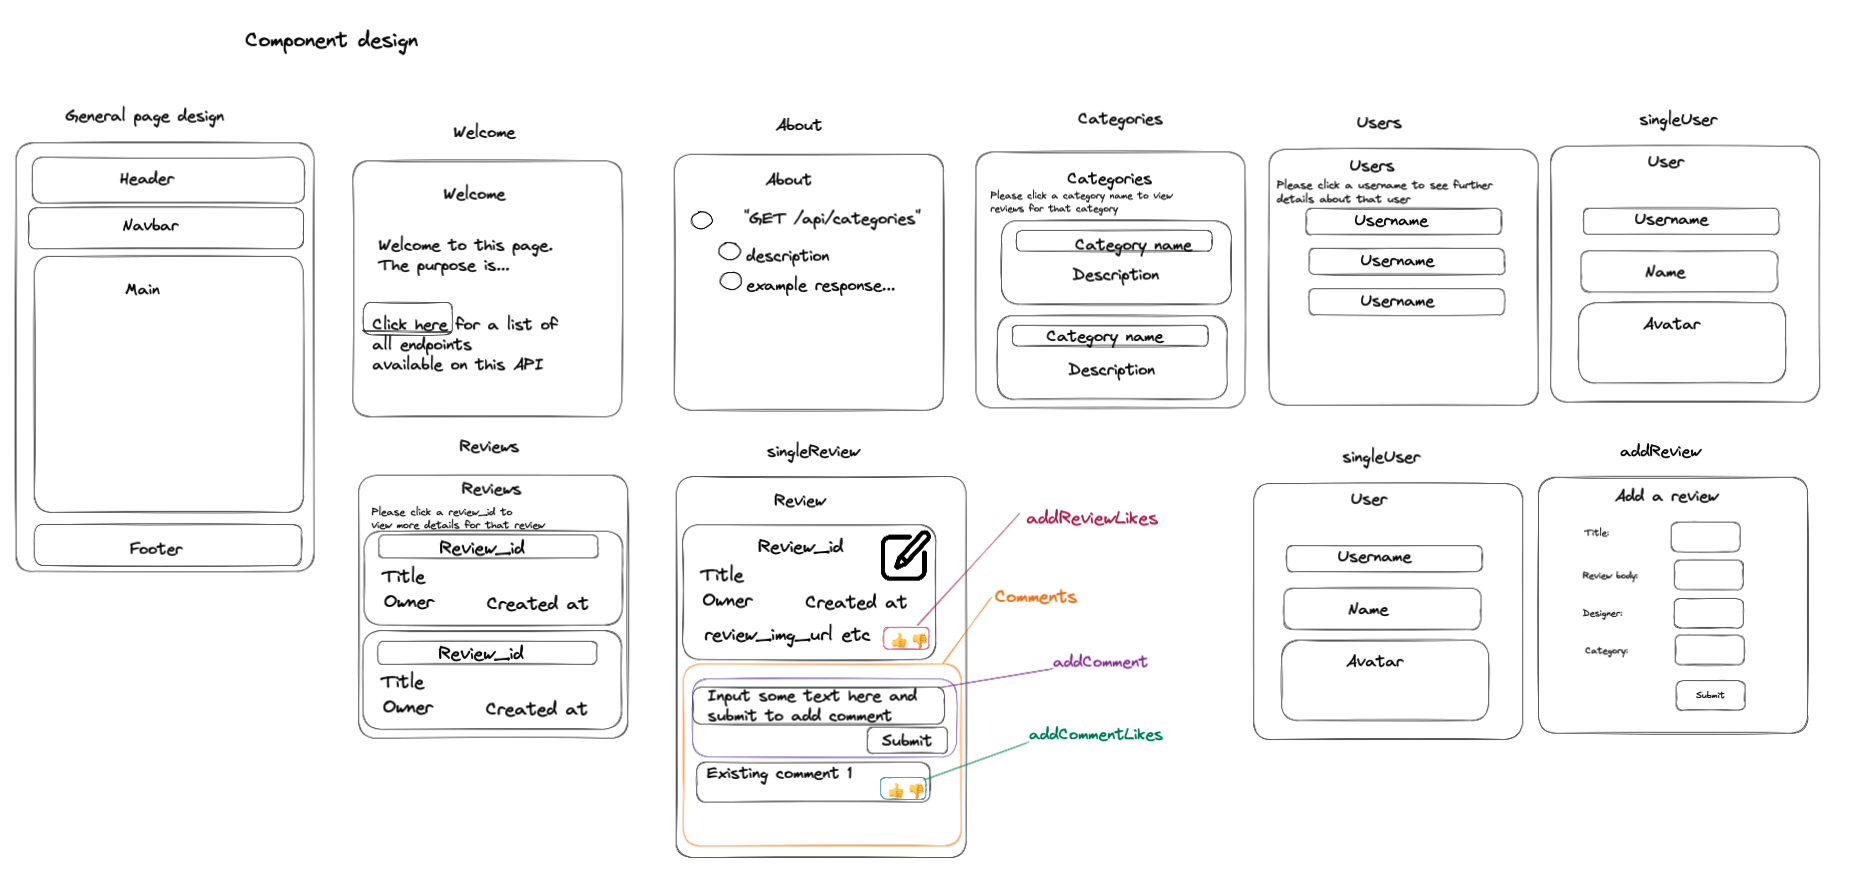 Component design
General page design
Header
Navbar
Main
Footer
Welcome
Welcome
Welcome to this page.
The purpose is...
Click here for a list of
all endpoints
available on this API
About
About
"GET /api/categories"
description
example response...
Categories
Categories
Please click a category name to view
reviews for that category
Category name
Description
Category name
Description
Users
Users
Please click a username to see further
details about that user
Username
Username
Username
singleUser
User
Username
Name
Avatar
Reviews
Reviews
Please click a review_id to
view more details for that review
Review_id
Title
Owner Created at
Review_id
Title
Owner Created at
singleReview
Review
Review_id
Title
Owner Created at
review_img_url etc
addReviewLikes
Comments
addComment
Input some text here and
submit to add comment
Submit
Existing comment 1
addCommentLikes
singleUser
User
Username
Name
Avatar
addReview
Add a review
Title:
Review body:
Designer:
Category:
Submit